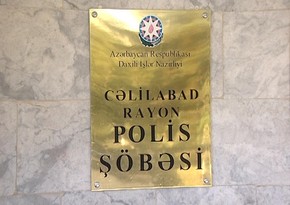 Azərbaycan Respublikası
Daxili İşlər Nazirliyi
CƏLİLABAD
RAYON
POLİS
ŞÖBƏSİ